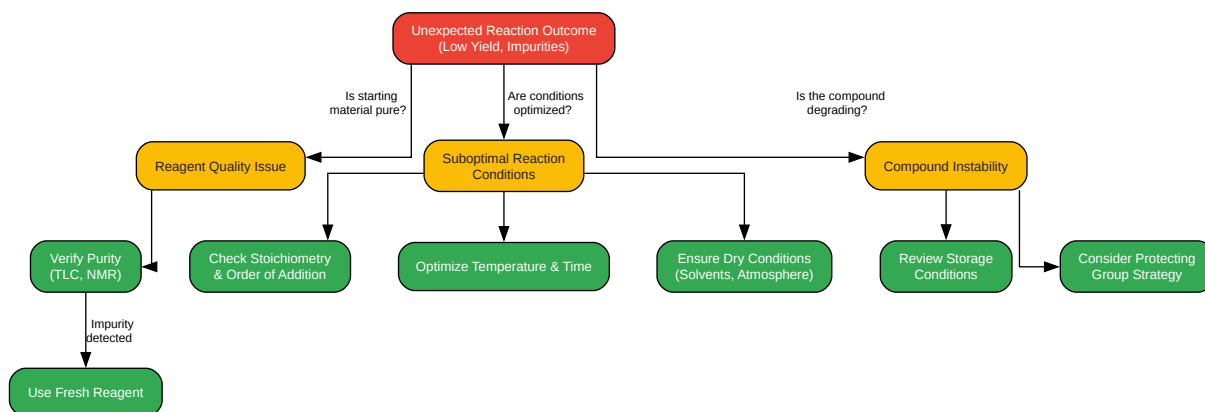 Unexpected Reaction Outcome
(Low Yield, Impurities)
Is starting
material pure?
Are conditions
optimized?
Is the compound
degrading?
Reagent Quality Issue
Suboptimal Reaction
Conditions
Compound Instability
Verify Purity
(TLC, NMR)
Check Stoichiometry
& Order of Addition
Optimize Temperature & Time
Ensure Dry Conditions
(Solvents, Atmosphere)
Review Storage
Conditions
Consider Protecting
Group Strategy
Impurity
detected
Use Fresh Reagent